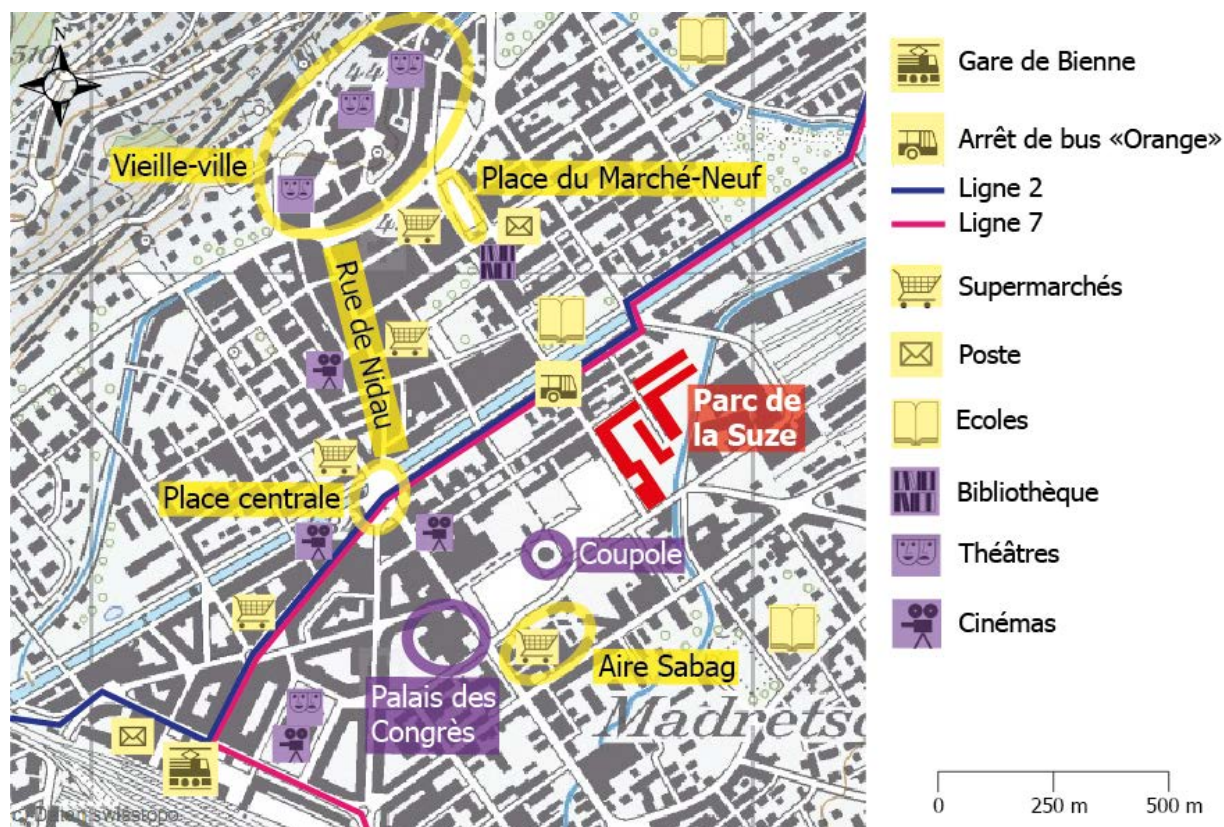 N
510
44
Vieille-ville
Place du Marché-Neuf
Rue de Nidau
Parc de
la Suze
Place centrale
Coupole
Aire Sabag
Palais des
Congrès
Madretsc
Gare de Bienne
Arrêt de bus «Orange»
Ligne 2
Ligne 7
Supermarchés
Poste
Ecoles
Bibliothèque
Théâtres
Cinémas
0
250 m
500 m